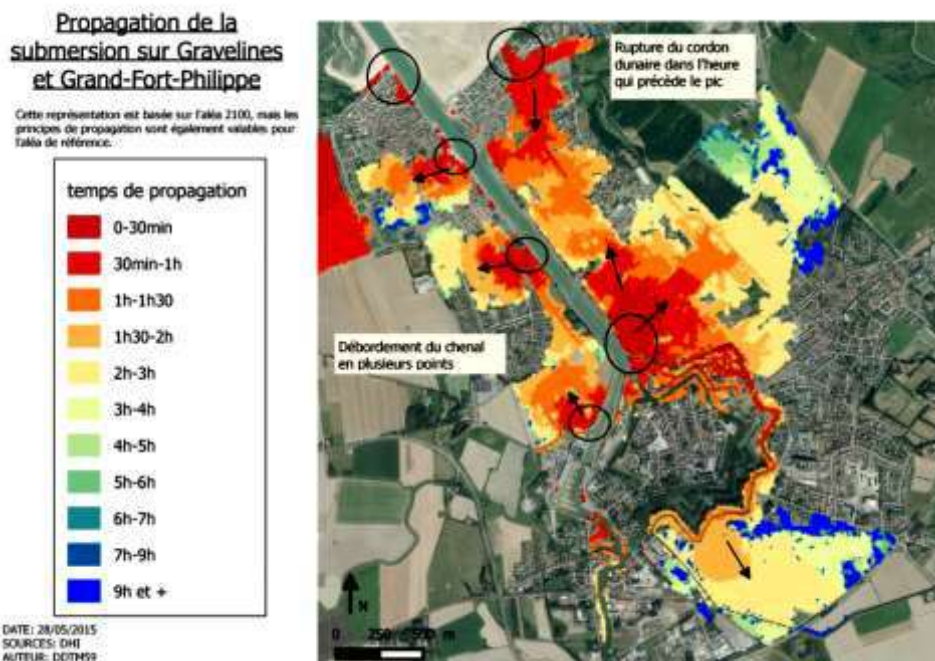 Propagation de la
submersion sur Gravelines
et Grand-Fort-Philippe
Cette représentation est basée sur l'aléa 2100, mais les
principes de propagation sont également valables pour
l'aléa de référence.
temps de propagation
0-30min
30min-1h
1h-1h30
1h30-2h
2h-3h
3h-4h
4h-5h
5h-6h
6h-7h
7h-9h
9h et +
DATE: 28/05/2015
SOURCES: DHI
AUTEUR: DDTM59
Rupture du cordon
dunaire dans l'heure
qui précède le pic
Débordement du chenal
en plusieurs points
N
0 250 500 m